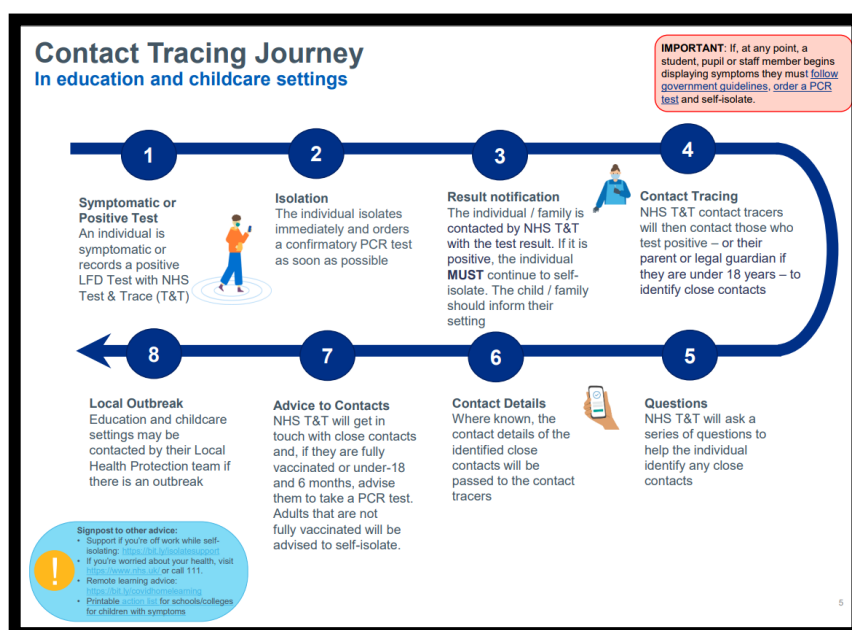 Contact Tracing Journey
In education and childcare settings
IMPORTANT: If, at any point, a
student, pupil or staff member begins
displaying symptoms they must follow
government guidelines, order a PCR
test and self-isolate.
1
2
3
4
Symptomatic or
Positive Test
An individual is
symptomatic or
records a positive
LFD Test with NHS
Test & Trace (T&T)
Isolation
The individual isolates
immediately and orders
a confirmatory PCR test
as soon as possible
Result notification
The individual / family is
contacted by NHS T&T
with the test result. If it is
positive, the individual
MUST continue to self-
isolate. The child / family
should inform their
setting
Contact Tracing
NHS T&T contact tracers
will then contact those who
test positive – or their
parent or legal guardian if
they are under 18 years – to
identify close contacts
8
7
6
5
Local Outbreak
Education and childcare
settings may be
contacted by their Local
Health Protection team if
there is an outbreak
Advice to Contacts
NHS T&T will get in
touch with close contacts
and, if they are fully
vaccinated or under-18
and 6 months, advise
them to take a PCR test.
Adults that are not
fully vaccinated will be
advised to self-isolate.
Contact Details
Where known, the
contact details of the
identified close
contacts will be
passed to the contact
tracers
Questions
NHS T&T will ask a
series of questions to
help the individual
identify any close
contacts
!
Signpost to other advice:
• Support if you're off work while self-
isolating: https://bit.ly/isolatesupport
• If you're worried about your health, visit
https://www.nhs.uk/ or call 111.
• Remote learning advice:
https://bit.ly/covidhomelearning
• Printable action list for schools/colleges
for children with symptoms
5